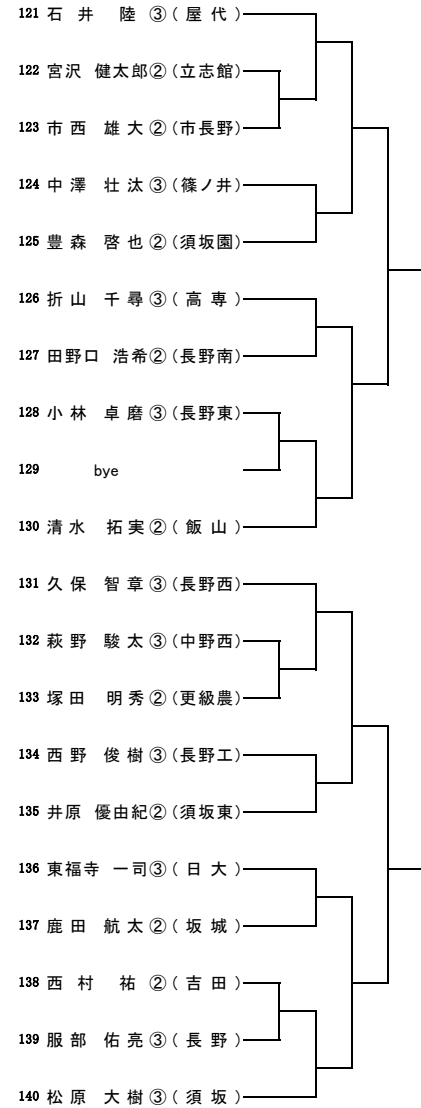 121 石井 陸 ③(屋代)
122 宮沢 健太郎②(立志館)
123 市西 雄大②(市長野)
124 中澤 壮汰③(篠ノ井)
125 豊森 啓也②(須坂園)
126 折山 千尋③(高専)
127 田野口 浩希②(長野南)
128 小林 卓磨③(長野東)
129 bye
130 清水 拓実②(飯山)
131 久保 智章③(長野西)
132 萩野 駿太③(中野西)
133 塚田 明秀②(更級農)
134 西野 俊樹③(長野工)
135 井原 優由紀②(須坂東)
136 東福寺 一司③(日大)
137 鹿田 航太②(坂城)
138 西村 祐 ②(吉田)
139 服部 佑亮③(長野)
140 松原 大樹③(須坂)